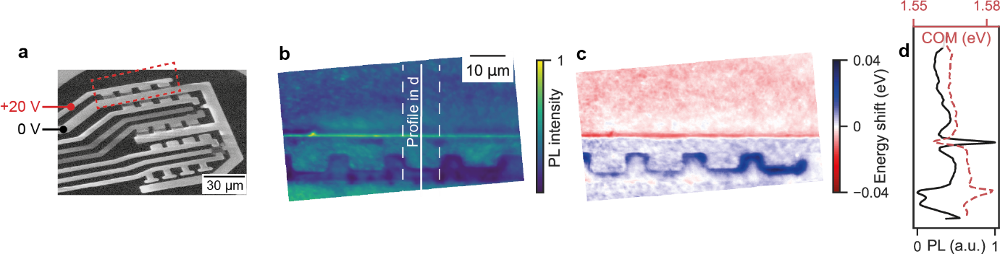 a
+20 V
0 V
30 µm
b
10 µm
Profile in d
1
PL intensity
c
0.04
0
−0.04
Energy shift (eV)
d
1.55 1.58
COM (eV)
0 PL (a.u.) 1